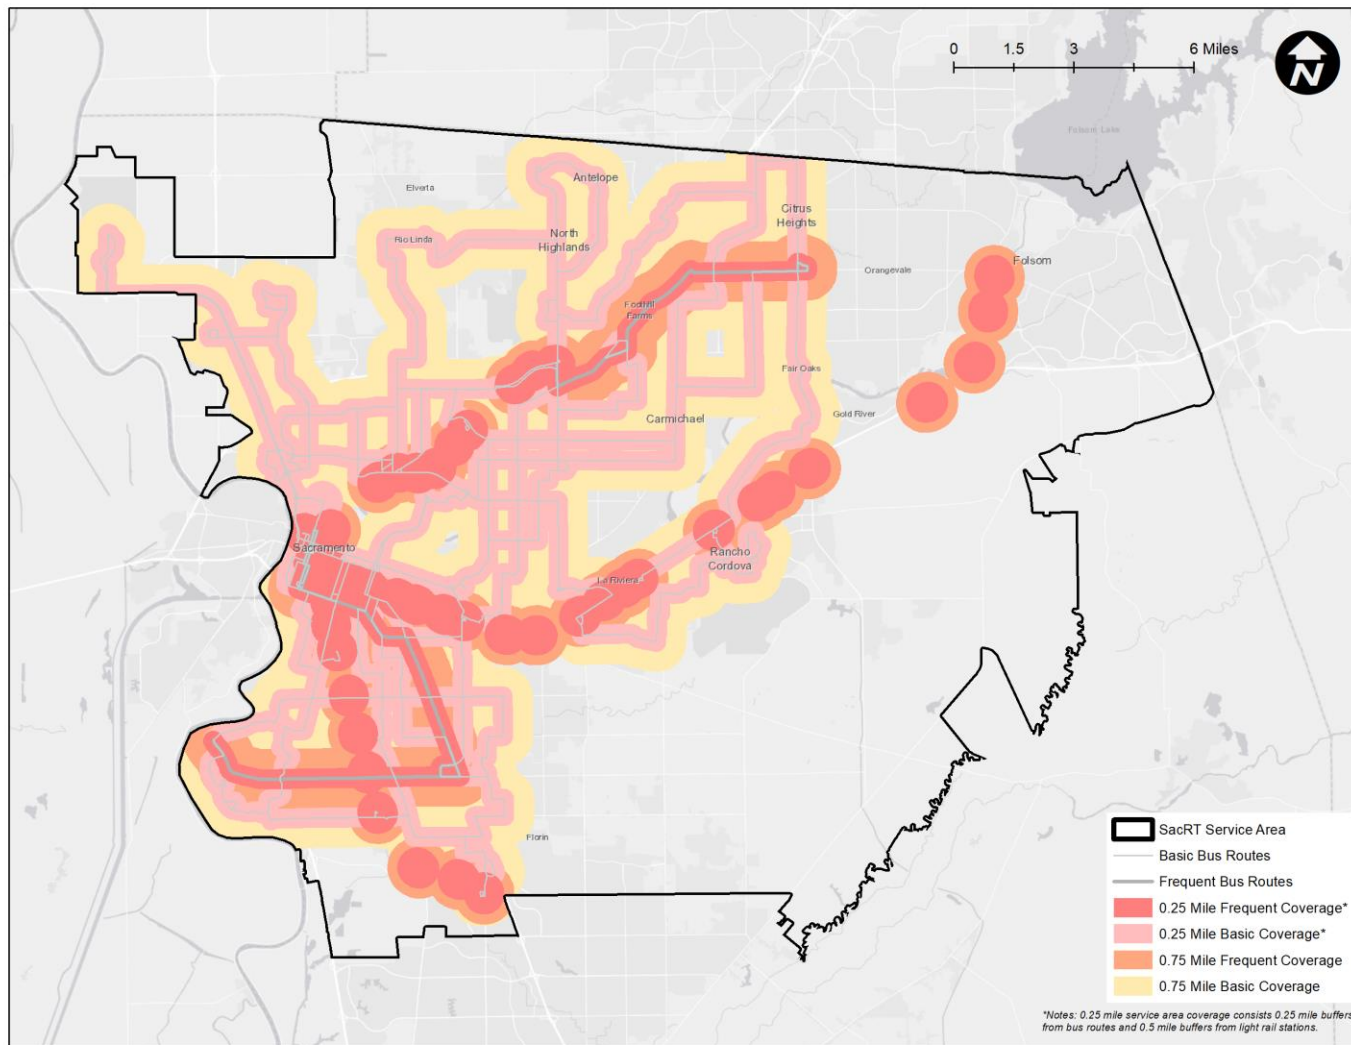 0 1.5 3 6 Miles
N
Folsom Lake
Antelope
Elverta
Citrus
Heights
North
Highlands
Rio Linda
Folsom
Orangevale
Foothill
Farms
Fair Oaks
Carmichael
Gold River
Sacramento
Rancho
Cordova
La Riviera
Florin
SacRT Service Area
Basic Bus Routes
Frequent Bus Routes
0.25 Mile Frequent Coverage*
0.25 Mile Basic Coverage*
0.75 Mile Frequent Coverage
0.75 Mile Basic Coverage
*Notes: 0.25 mile service area coverage consists 0.25 mile buffers
from bus routes and 0.5 mile buffers from light rail stations.